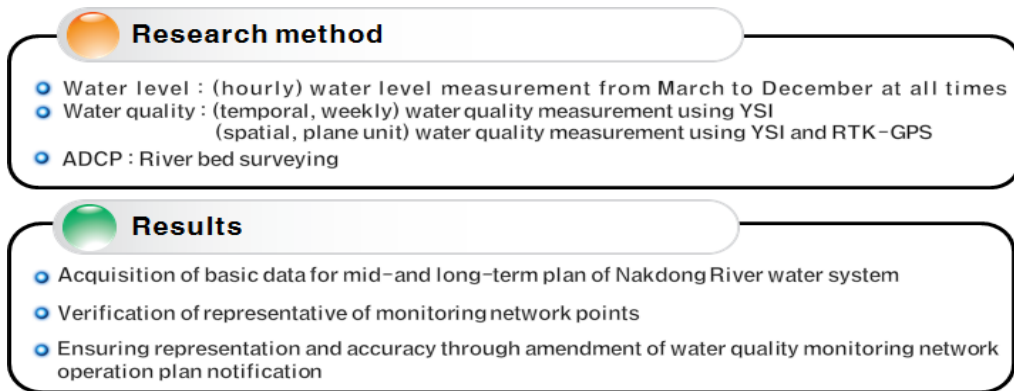 Research method
Water level : (hourly) water level measurement from March to December at all times
Water quality : (temporal, weekly) water quality measurement using YSI
(spatial, plane unit) water quality measurement using YSI and RTK-GPS
ADCP : River bed surveying
Results
Acquisition of basic data for mid-and long-term plan of Nakdong River water system
Verification of representative of monitoring network points
Ensuring representation and accuracy through amendment of water quality monitoring network
operation plan notification